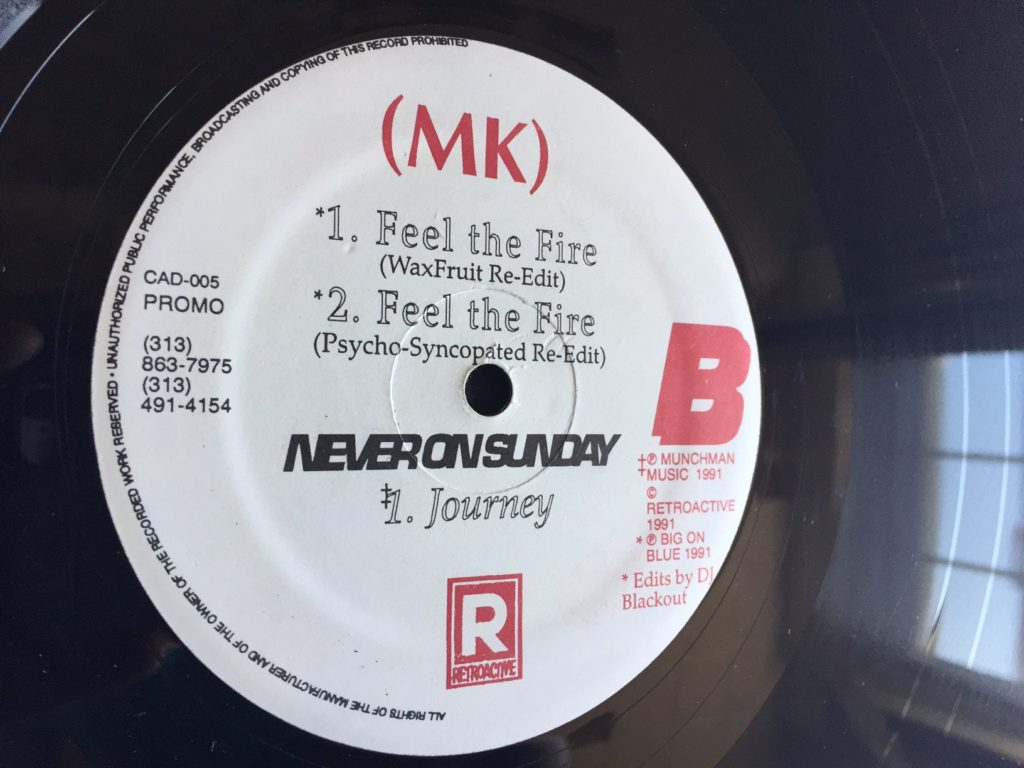 ALL RIGHTS OF THE MANUFACTURER AND OF THE OWNER OF THE RECORDED WORK RESERVED • UNAUTHORIZED PUBLIC PERFORMANCE, BROADCASTING AND COPYING OF THIS RECORD PROHIBITED
(MK)
*1. Feel the Fire
(WaxFruit Re-Edit)
*2. Feel the Fire
(Psycho-Syncopated Re-Edit)
CAD-005
PROMO
(313)
863-7975
(313)
491-4154
B
NEVER ON SUNDAY
‡1. Journey
‡℗ MUNCHMAN
MUSIC 1991
©
RETROACTIVE
1991
*℗ BIG ON
BLUE 1991
* Edits by DJ
Blackout
R
RETROACTIVE